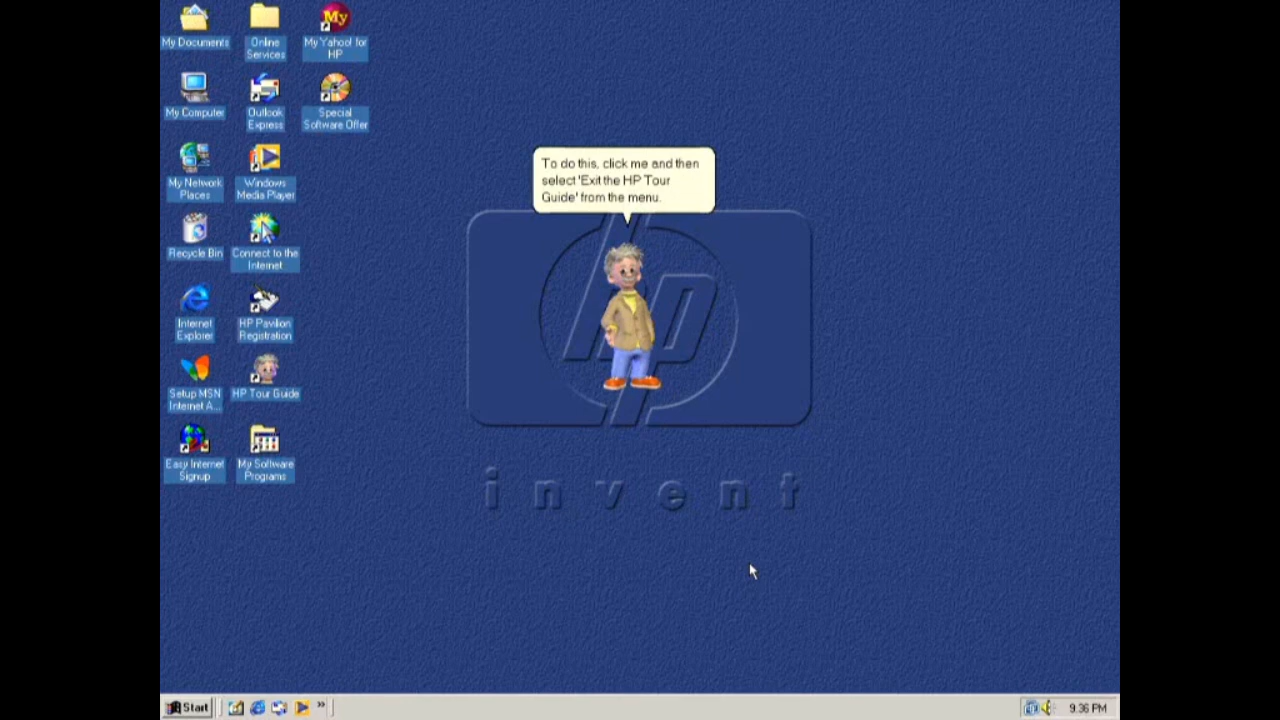 My Documents
Online
Services
My Yahoo! for
HP
My Computer
Outlook
Express
Special
Software Offer
My Network
Places
Windows
Media Player
Recycle Bin
Connect to the
Internet
Internet
Explorer
HP Pavilion
Registration
Setup MSN
Internet A...
HP Tour Guide
Easy Internet
Signup
My Software
Programs
To do this, click me and then
select 'Exit the HP Tour
Guide' from the menu.
My
hp
invent
Start
»
9:36 PM